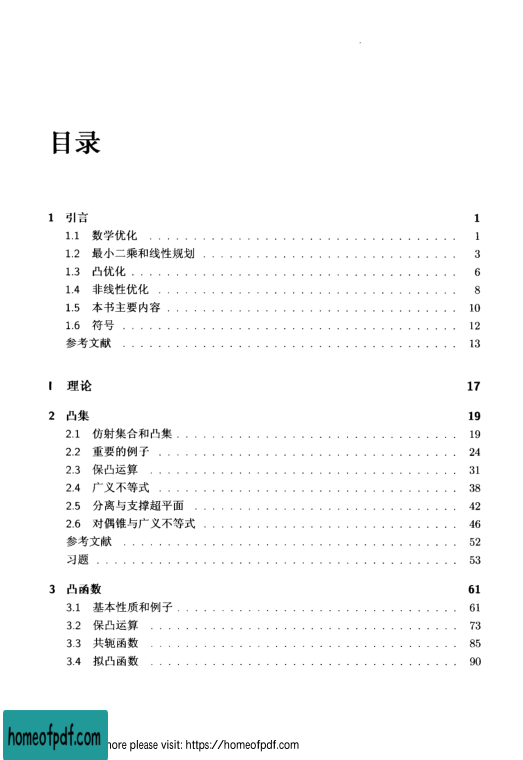 目录
1 引言 1
1.1 数学优化 1
1.2 最小二乘和线性规划 3
1.3 凸优化 6
1.4 非线性优化 8
1.5 本书主要内容 10
1.6 符号 12
参考文献 13
I 理论 17
2 凸集 19
2.1 仿射集合和凸集 19
2.2 重要的例子 24
2.3 保凸运算 31
2.4 广义不等式 38
2.5 分离与支撑超平面 42
2.6 对偶锥与广义不等式 46
参考文献 52
习题 53
3 凸函数 61
3.1 基本性质和例子 61
3.2 保凸运算 73
3.3 共轭函数 85
3.4 拟凸函数 90
homeofpdf.com please visit: https://homeofpdf.com